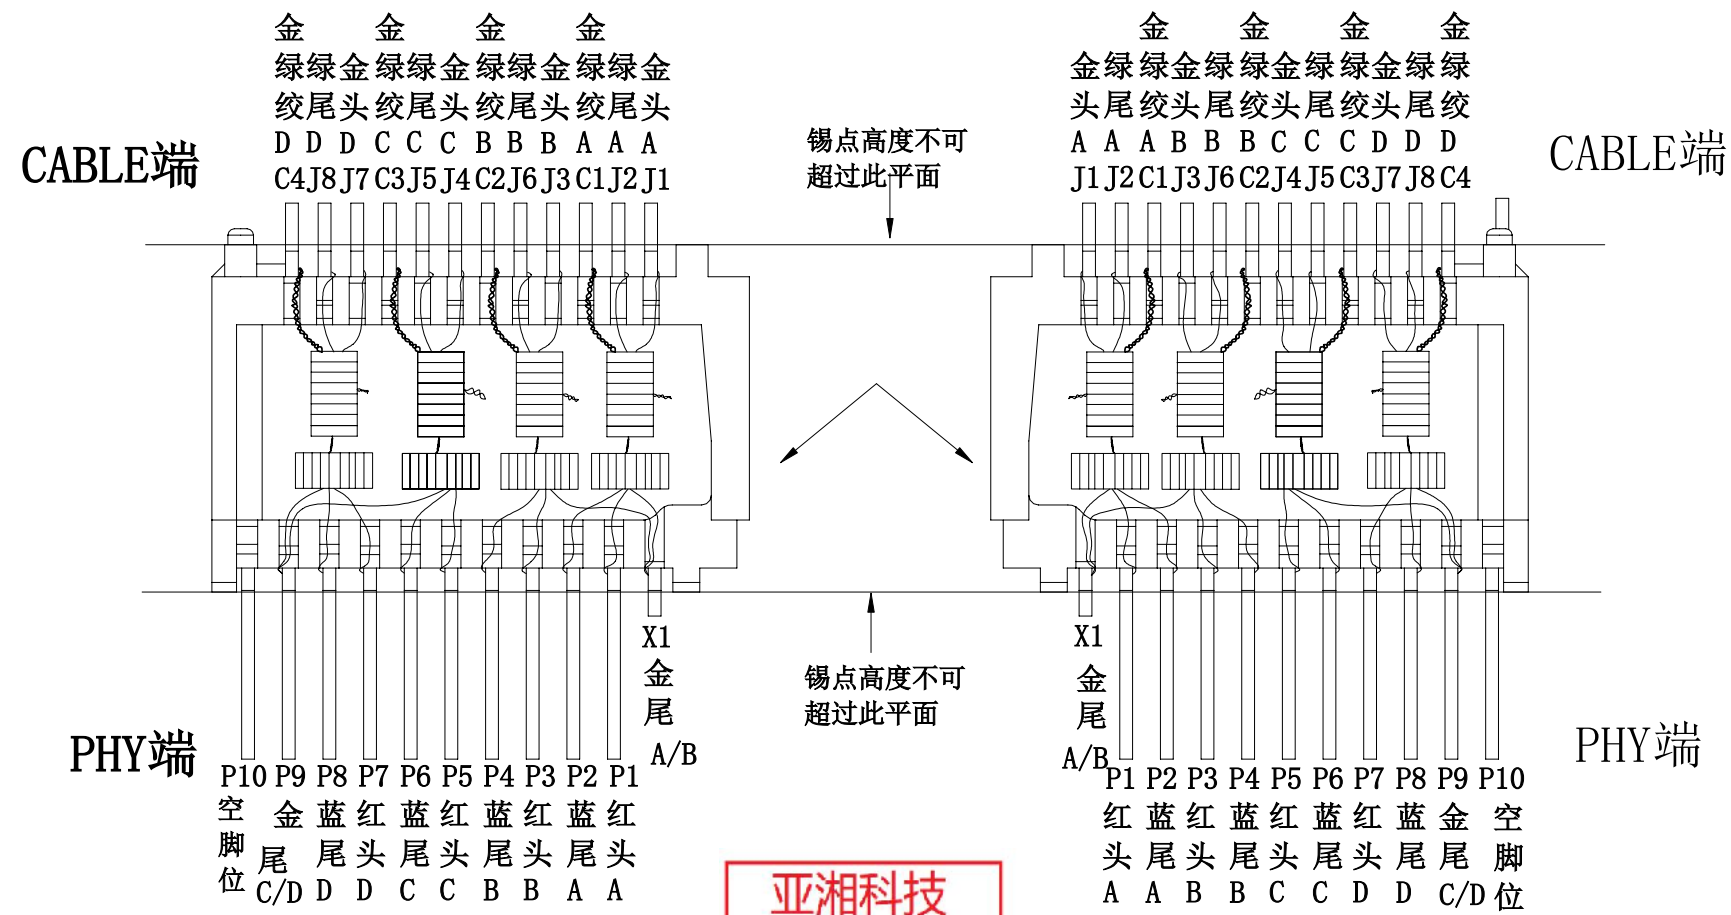 金 金 金 金
绿 绿 金 绿 绿 金 绿 绿 金 绿 绿 金
绞 尾 头 绞 尾 头 绞 尾 头 绞 尾 头
D D D C C C B B B A A A
C4 J8 J7 C3 J5 J4 C2 J6 J3 C1 J2 J1
金 金 金 金
金 绿 绿 金 绿 绿 金 绿 绿 金 绿 绿
头 尾 绞 头 尾 绞 头 尾 绞 头 尾 绞
A A A B B B C C C D D D
J1 J2 C1 J3 J6 C2 J4 J5 C3 J7 J8 C4
CABLE端
锡点高度不可
超过此平面
CABLE端
PHY端
X1
金
尾
A/B
锡点高度不可
超过此平面
X1
金
尾
A/B
PHY端
P10 P9 P8 P7 P6 P5 P4 P3 P2 P1
空 金 蓝 红 蓝 红 蓝 红 蓝 红
脚 尾 尾 头 尾 头 尾 头 尾 头
位 C/D D D C C B B A A
P1 P2 P3 P4 P5 P6 P7 P8 P9 P10
红 蓝 红 蓝 红 蓝 红 蓝 金 空
头 尾 头 尾 头 尾 头 尾 尾 脚
A A B B C C D D C/D 位
亚湘科技